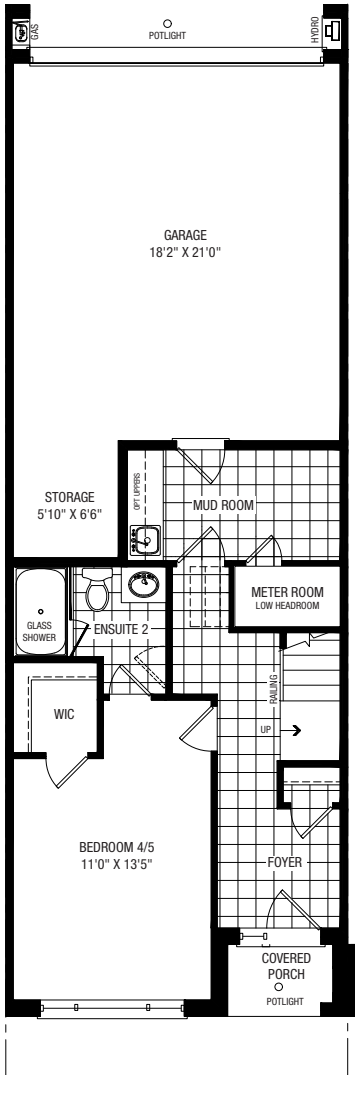 GAS
POTLIGHT
HYDRO
GARAGE
18'2" X 21'0"
STORAGE
5'10" X 6'6"
OPT UPPERS
MUD ROOM
METER ROOM
LOW HEADROOM
GLASS
SHOWER
ENSUITE 2
RAILING
WIC
UP
BEDROOM 4/5
11'0" X 13'5"
FOYER
COVERED
PORCH
POTLIGHT